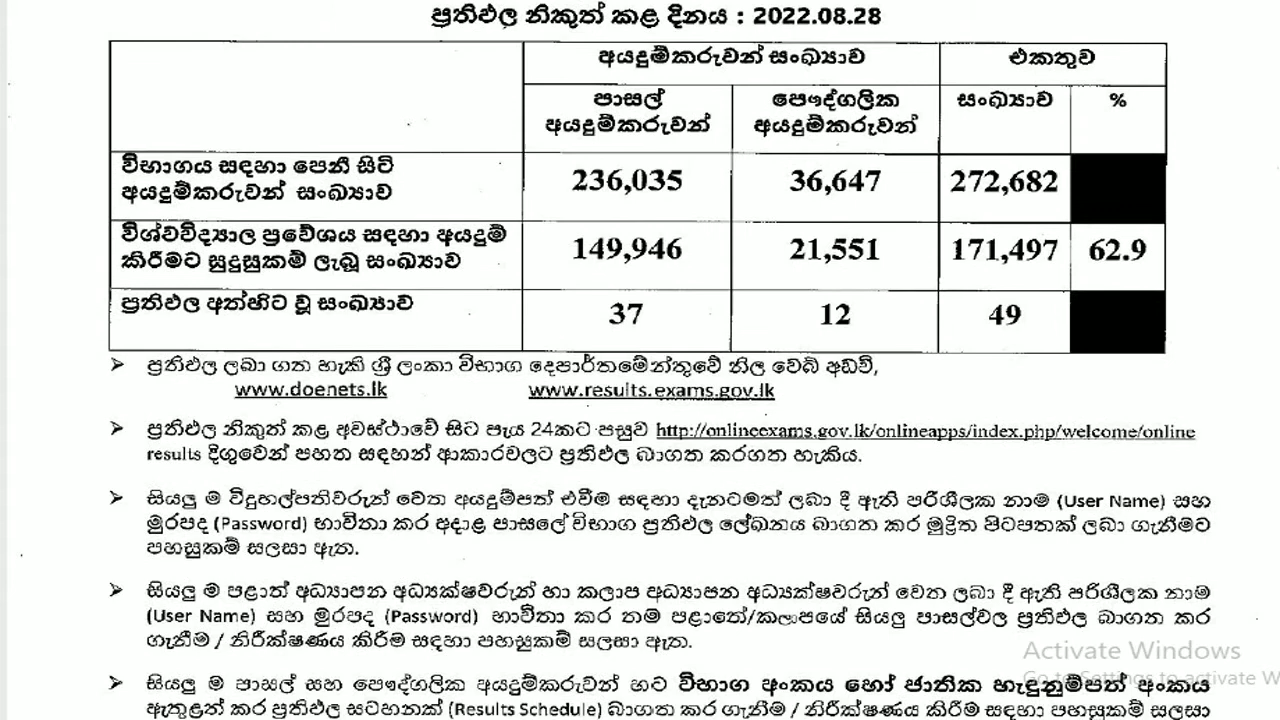 ප්‍රතිඵල නිකුත් කළ දිනය : 2022.08.28
අයදුම්කරුවන් සංඛ්‍යාව එකතුව
පාසල් අයදුම්කරුවන් පෞද්ගලික අයදුම්කරුවන් සංඛ්‍යාව %
විභාගය සඳහා පෙනී සිටි
අයදුම්කරුවන් සංඛ්‍යාව 236,035 36,647 272,682
විශ්වවිද්‍යාල ප්‍රවේශය සඳහා අයදුම්
කිරීමට සුදුසුකම් ලැබූ සංඛ්‍යාව 149,946 21,551 171,497 62.9
ප්‍රතිඵල අත්හිට වූ සංඛ්‍යාව 37 12 49
➢ ප්‍රතිඵල ලබා ගත හැකි ශ්‍රී ලංකා විභාග දෙපාර්තමේන්තුවේ නිල වෙබ් අඩවි,
www.doenets.lk www.results.exams.gov.lk
➢ ප්‍රතිඵල නිකුත් කළ අවස්ථාවේ සිට පැය 24කට පසුව http://onlineexams.gov.lk/onlineapps/index.php/welcome/online
results දිගුවෙන් පහත සඳහන් ආකාරවලට ප්‍රතිඵල බාගත කරගත හැකිය.
➢ සියලු ම විදුහල්පතිවරුන් වෙත අයදුම්පත් එවීම සඳහා දැනටමත් ලබා දී ඇති පරිශීලක නාම (User Name) සහ
මුරපද (Password) භාවිතා කර අදාළ පාසලේ විභාග ප්‍රතිඵල ලේඛනය බාගත කර මුද්‍රිත පිටපතක් ලබා ගැනීමට
පහසුකම් සලසා ඇත.
➢ සියලු ම පළාත් අධ්‍යාපන අධ්‍යක්ෂවරුන් හා කලාප අධ්‍යාපන අධ්‍යක්ෂවරුන් වෙත ලබා දී ඇති පරිශීලක නාම
(User Name) සහ මුරපද (Password) භාවිතා කර තම පළාතේ/කලාපයේ සියලු පාසල්වල ප්‍රතිඵල බාගත කර
ගැනීම / නිරීක්ෂණය කිරීම සඳහා පහසුකම් සලසා ඇත.
➢ සියලු ම පාසල් සහ පෞද්ගලික අයදුම්කරුවන් හට විභාග අංකය හෝ ජාතික හැඳුනුම්පත් අංකය
ඇතුළත් කර ප්‍රතිඵල සටහනක් (Results Schedule) බාගත කර ගැනීම / නිරීක්ෂණය කිරීම සඳහා පහසුකම් සලසා
Activate Windows
Go to Settings to activate W